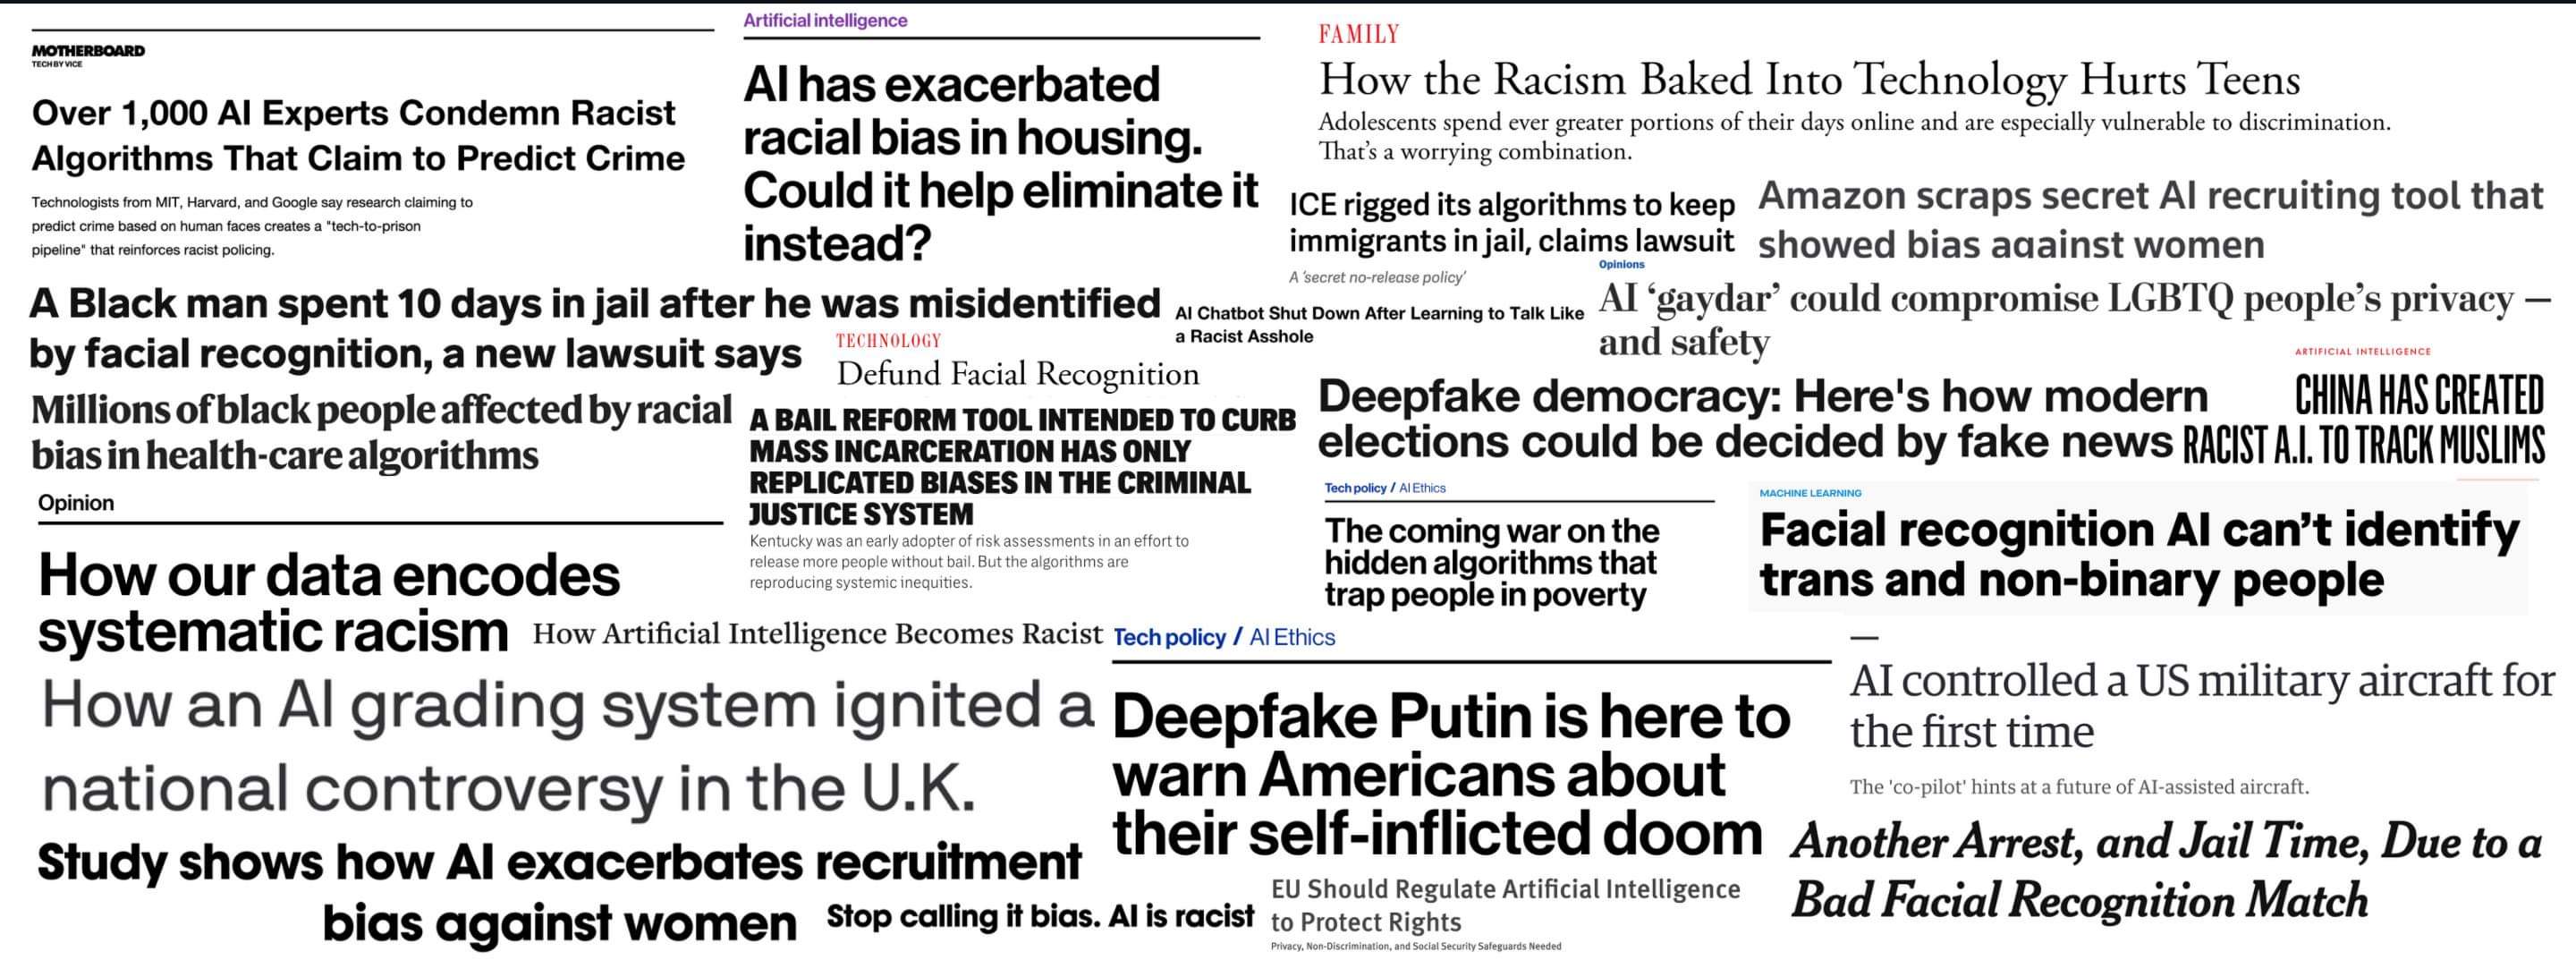 MOTHERBOARD
TECH BY VICE
Over 1,000 AI Experts Condemn Racist
Algorithms That Claim to Predict Crime
Technologists from MIT, Harvard, and Google say research claiming to
predict crime based on human faces creates a "tech-to-prison
pipeline" that reinforces racist policing.
Artificial intelligence
AI has exacerbated
racial bias in housing.
Could it help eliminate it
instead?
FAMILY
How the Racism Baked Into Technology Hurts Teens
Adolescents spend ever greater portions of their days online and are especially vulnerable to discrimination.
That's a worrying combination.
ICE rigged its algorithms to keep
immigrants in jail, claims lawsuit
A 'secret no-release policy'
Amazon scraps secret AI recruiting tool that
showed bias against women
A Black man spent 10 days in jail after he was misidentified
by facial recognition, a new lawsuit says
AI Chatbot Shut Down After Learning to Talk Like
a Racist Asshole
Opinions
AI ‘gaydar’ could compromise LGBTQ people’s privacy —
and safety
TECHNOLOGY
Defund Facial Recognition
Millions of black people affected by racial
bias in health-care algorithms
A BAIL REFORM TOOL INTENDED TO CURB
MASS INCARCERATION HAS ONLY
REPLICATED BIASES IN THE CRIMINAL
JUSTICE SYSTEM
Kentucky was an early adopter of risk assessments in an effort to
release more people without bail. But the algorithms are
reproducing systemic inequities.
Deepfake democracy: Here's how modern
elections could be decided by fake news
ARTIFICIAL INTELLIGENCE
CHINA HAS CREATED
RACIST A.I. TO TRACK MUSLIMS
Opinion
How our data encodes
systematic racism
Tech policy / AI Ethics
The coming war on the
hidden algorithms that
trap people in poverty
MACHINE LEARNING
Facial recognition AI can’t identify
trans and non-binary people
How Artificial Intelligence Becomes Racist
How an AI grading system ignited a
national controversy in the U.K.
Tech policy / AI Ethics
Deepfake Putin is here to
warn Americans about
their self-inflicted doom
AI controlled a US military aircraft for
the first time
The 'co-pilot' hints at a future of AI-assisted aircraft.
Study shows how AI exacerbates recruitment
bias against women
Stop calling it bias. AI is racist
EU Should Regulate Artificial Intelligence
to Protect Rights
Privacy, Non-Discrimination, and Social Security Safeguards Needed
Another Arrest, and Jail Time, Due to a
Bad Facial Recognition Match